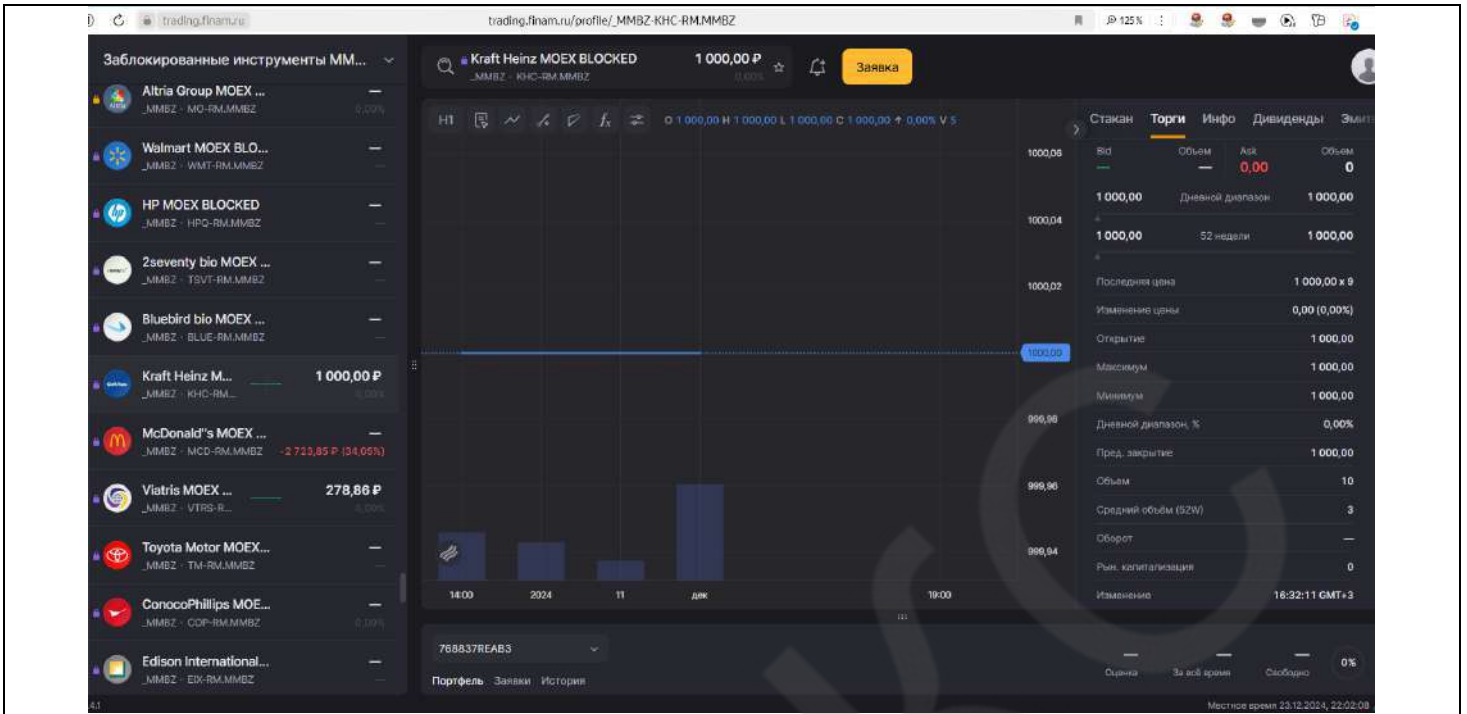 trading.finam.ru
trading.finam.ru/profile/_MMBZ-KHC-RM.MMBZ
125 %
Заблокированные инструменты ММ...
Altria Group MOEX ...
—
_MMBZ · MO-RM.MMBZ
0,00%
Walmart MOEX BLO...
—
_MMBZ · WMT-RM.MMBZ
—
HP MOEX BLOCKED
—
_MMBZ · HPQ-RM.MMBZ
—
2seventy bio MOEX ...
—
_MMBZ · TSVT-RM.MMBZ
—
Bluebird bio MOEX ...
—
_MMBZ · BLUE-RM.MMBZ
—
Kraft Heinz M...
1 000,00 ₽
_MMBZ · KHC-RM...
0,00%
McDonald"s MOEX ...
—
_MMBZ · MCD-RM.MMBZ
-2 723,85 ₽ (34,05%)
Viatris MOEX ...
278,86 ₽
_MMBZ · VTRS-R...
0,00%
Toyota Motor MOEX...
—
_MMBZ · TM-RM.MMBZ
—
ConocoPhillips MOE...
—
_MMBZ · COP-RM.MMBZ
0,00%
Edison International...
—
_MMBZ · EIX-RM.MMBZ
—
Kraft Heinz MOEX BLOCKED
1 000,00 ₽
_MMBZ · KHC-RM.MMBZ
0,00%
Заявка
H1
O 1 000,00 H 1 000,00 L 1 000,00 C 1 000,00 0,00% V 5
1000,06
1000,04
1000,02
1000,00
999,98
999,96
999,94
14:00 2024 11 дек 19:00
Стакан Торги Инфо Дивиденды
Bid Объем Ask Объем
— — 0,00 0
1 000,00 Дневной диапазон 1 000,00
1 000,00 52 недели 1 000,00
Последняя цена 1 000,00 x 9
Изменение цены 0,00 (0,00%)
Открытие 1 000,00
Максимум 1 000,00
Минимум 1 000,00
Дневной диапазон, % 0,00%
Пред. закрытие 1 000,00
Объем 10
Средний объём (52W) 3
Оборот —
Рын. капитализация 0
Изменение 16:32:11 GMT+3
768837REAB3
Портфель Заявки История
— — —
Оценка За всё время Свободно
0%
Местное время 23.12.2024, 22:02:08